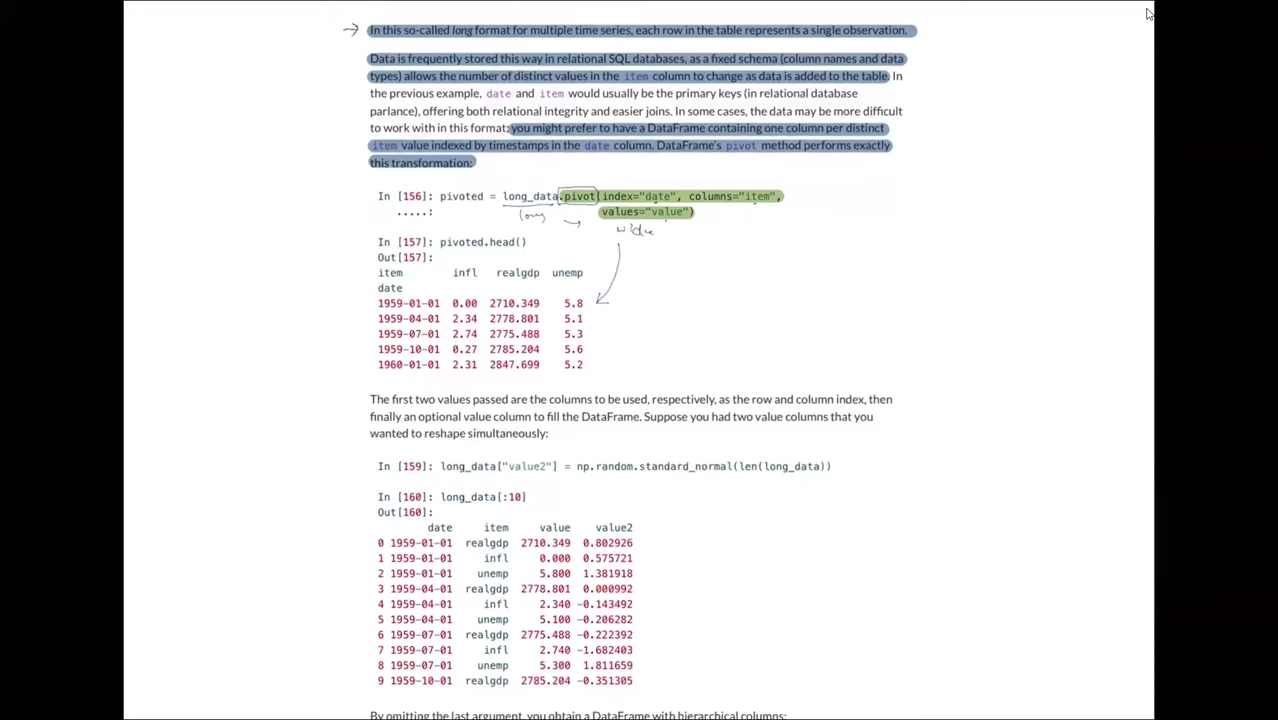 In this so-called long format for multiple time series, each row in the table represents a single observation.
Data is frequently stored this way in relational SQL databases, as a fixed schema (column names and data
types) allows the number of distinct values in the item column to change as data is added to the table. In
the previous example, date and item would usually be the primary keys (in relational database
parlance), offering both relational integrity and easier joins. In some cases, the data may be more difficult
to work with in this format; you might prefer to have a DataFrame containing one column per distinct
item value indexed by timestamps in the date column. DataFrame's pivot method performs exactly
this transformation:
In [156]: pivoted = long_data.pivot(index="date", columns="item",
.....: values="value")
long
wide
In [157]: pivoted.head()
Out[157]:
item infl realgdp unemp
date
1959-01-01 0.00 2710.349 5.8
1959-04-01 2.34 2778.801 5.1
1959-07-01 2.74 2775.488 5.3
1959-10-01 0.27 2785.204 5.6
1960-01-01 2.31 2847.699 5.2
The first two values passed are the columns to be used, respectively, as the row and column index, then
finally an optional value column to fill the DataFrame. Suppose you had two value columns that you
wanted to reshape simultaneously:
In [159]: long_data["value2"] = np.random.standard_normal(len(long_data))
In [160]: long_data[:10]
Out[160]:
date item value value2
0 1959-01-01 realgdp 2710.349 0.802926
1 1959-01-01 infl 0.000 0.575721
2 1959-01-01 unemp 5.800 1.381918
3 1959-04-01 realgdp 2778.801 0.000992
4 1959-04-01 infl 2.340 -0.143492
5 1959-04-01 unemp 5.100 -0.206282
6 1959-07-01 realgdp 2775.488 -0.222392
7 1959-07-01 infl 2.740 -1.682403
8 1959-07-01 unemp 5.300 1.811659
9 1959-10-01 realgdp 2785.204 -0.351305
By omitting the last argument, you obtain a DataFrame with hierarchical columns: